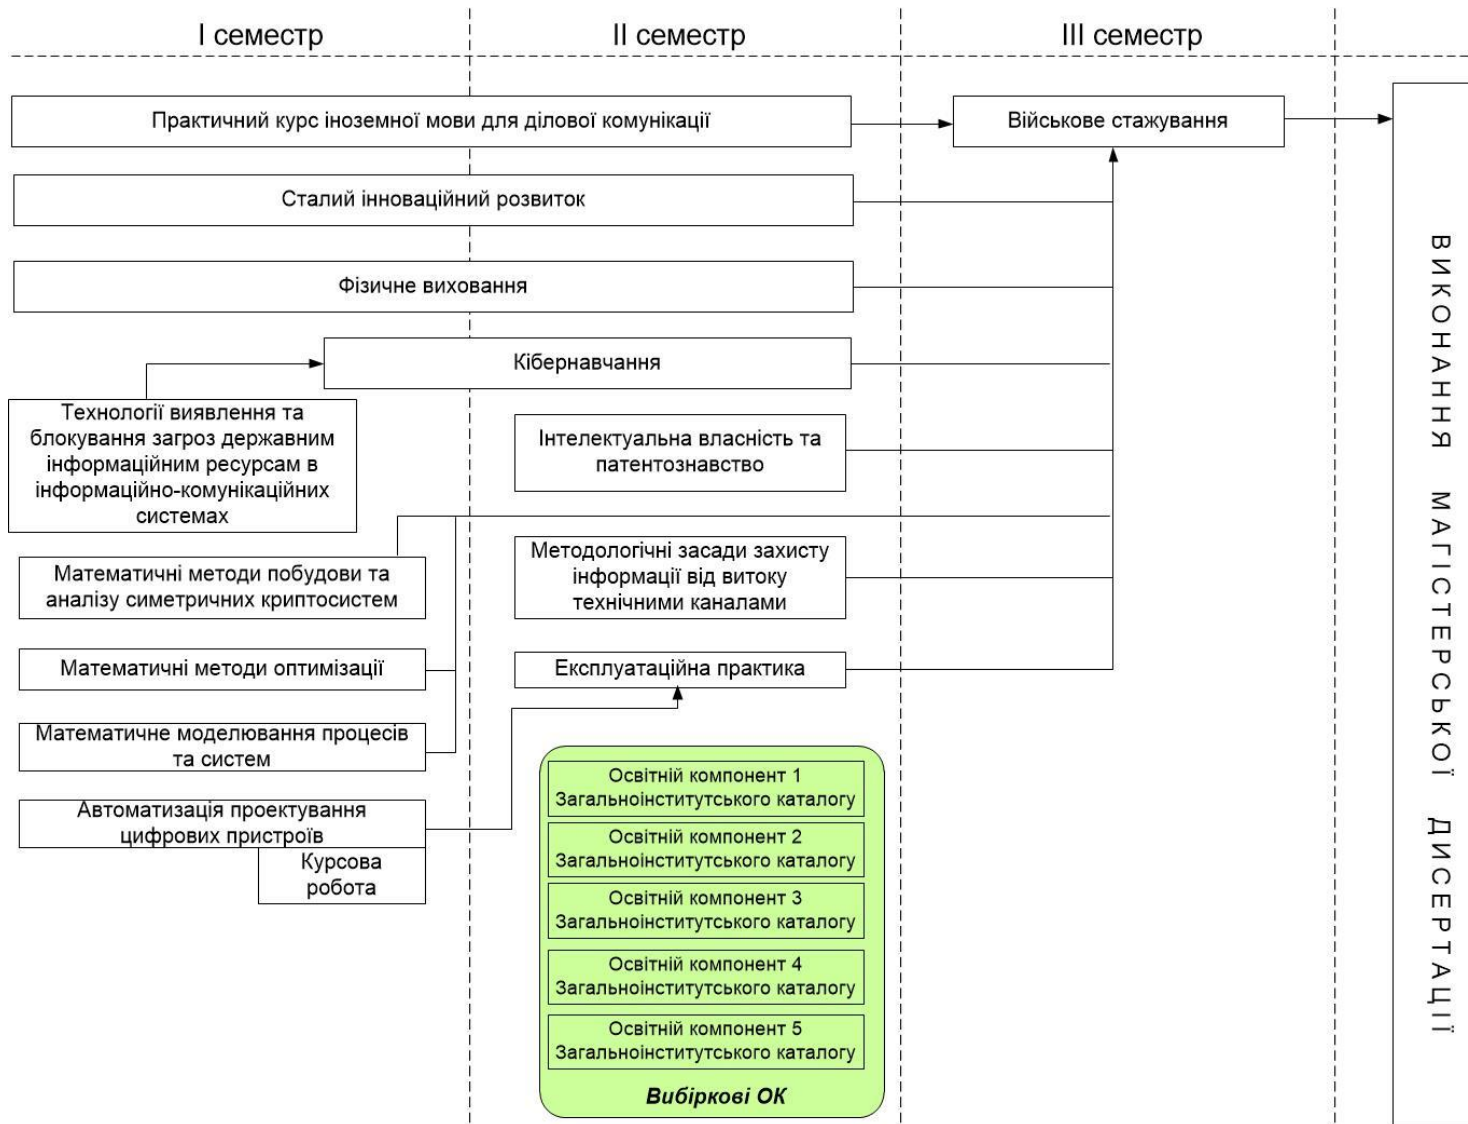 І семестр
ІІ семестр
ІІІ семестр
Практичний курс іноземної мови для ділової комунікації
Військове стажування
Сталий інноваційний розвиток
Фізичне виховання
Кібернавчання
Технології виявлення та
блокування загроз державним
інформаційним ресурсам в
інформаційно-комунікаційних
системах
Інтелектуальна власність та
патентознавство
Математичні методи побудови та
аналізу симетричних криптосистем
Методологічні засади захисту
інформації від витоку
технічними каналами
Математичні методи оптимізації
Експлуатаційна практика
Математичне моделювання процесів
та систем
Автоматизація проектування
цифрових пристроїв
Курсова
робота
Освітній компонент 1
Загальноінститутського каталогу
Освітній компонент 2
Загальноінститутського каталогу
Освітній компонент 3
Загальноінститутського каталогу
Освітній компонент 4
Загальноінститутського каталогу
Освітній компонент 5
Загальноінститутського каталогу
Вибіркові ОК
ВИКОНАННЯ МАГІСТЕРСЬКОЇ ДИСЕРТАЦІЇ